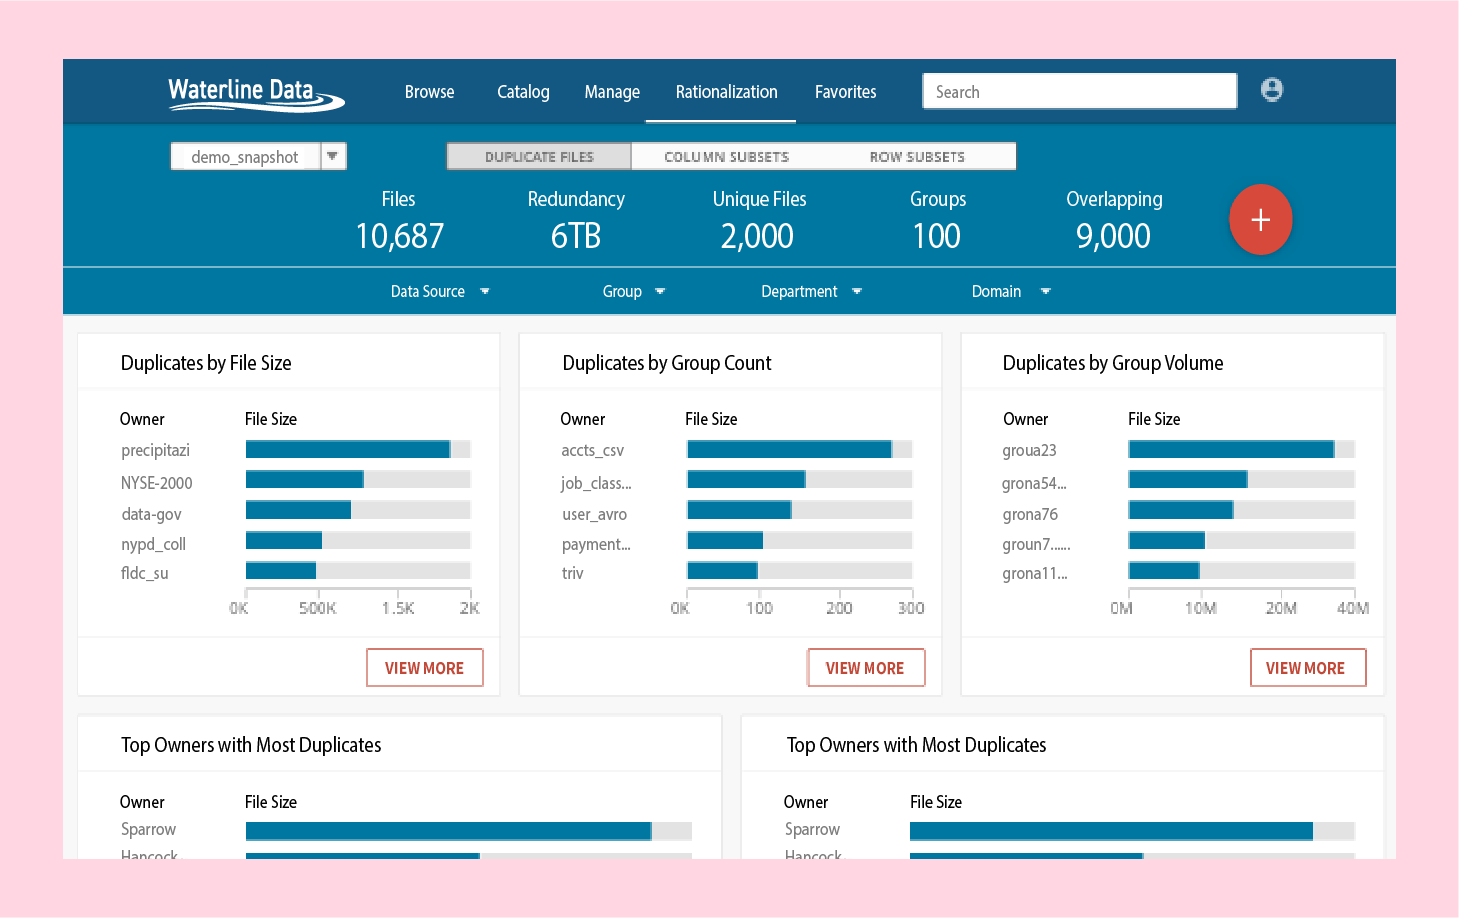 Waterline Data Browse Catalog Manage Rationalization Favorites Search
demo_snapshot DUPLICATE FILES COLUMN SUBSETS ROW SUBSETS
Files Redundancy Unique Files Groups Overlapping
10,687 6TB 2,000 100 9,000 +
Data Source Group Department Domain
Duplicates by File Size
Owner File Size
precipitazi
NYSE-2000
data-gov
nypd_coll
fldc_su
0K 500K 1.5K 2K
VIEW MORE
Duplicates by Group Count
Owner File Size
accts_csv
job_class...
user_avro
payment...
triv
0K 100 200 300
VIEW MORE
Duplicates by Group Volume
Owner File Size
groua23
grona54...
grona76
groun7......
grona11...
0M 10M 20M 40M
VIEW MORE
Top Owners with Most Duplicates
Owner File Size
Sparrow
Hancock
Top Owners with Most Duplicates
Owner File Size
Sparrow
Hancock